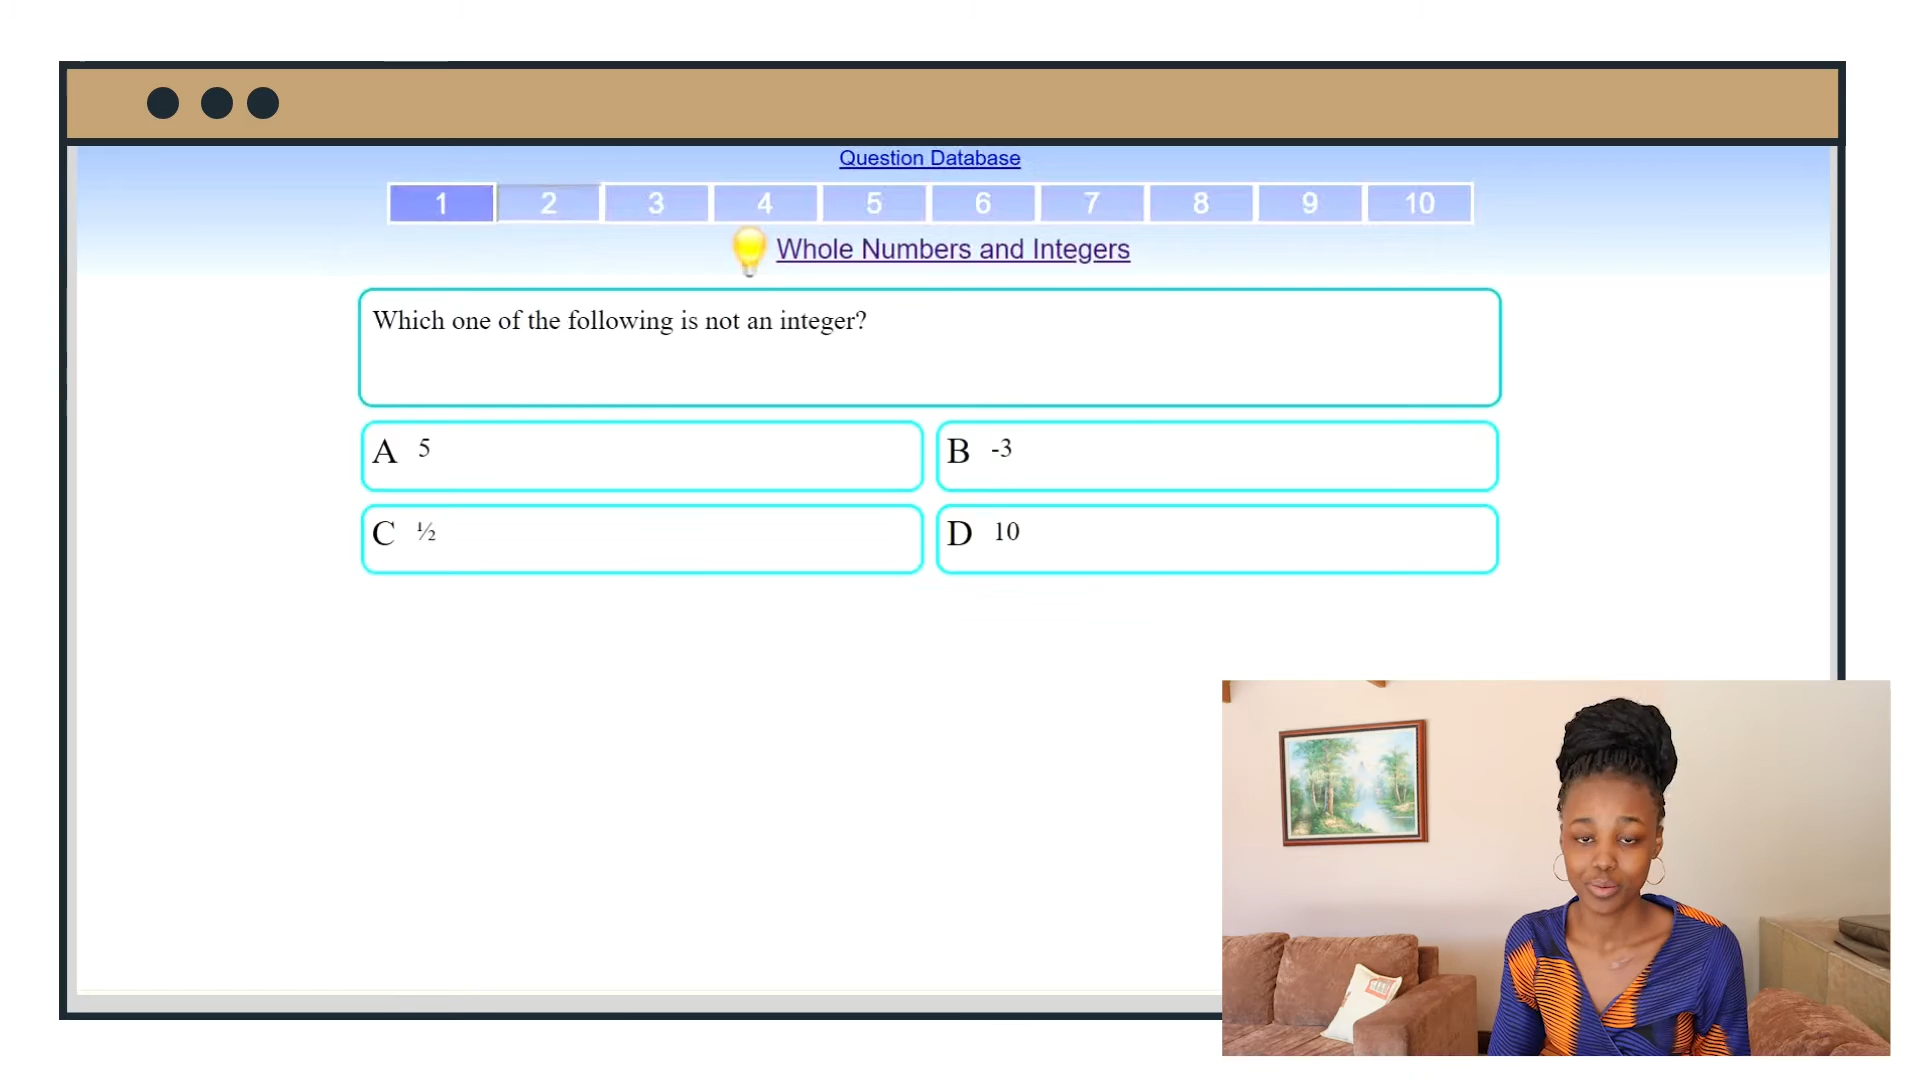 Question Database
1 2 3 4 5 6 7 8 9 10
Whole Numbers and Integers
Which one of the following is not an integer?
A 5
B -3
C ½
D 10